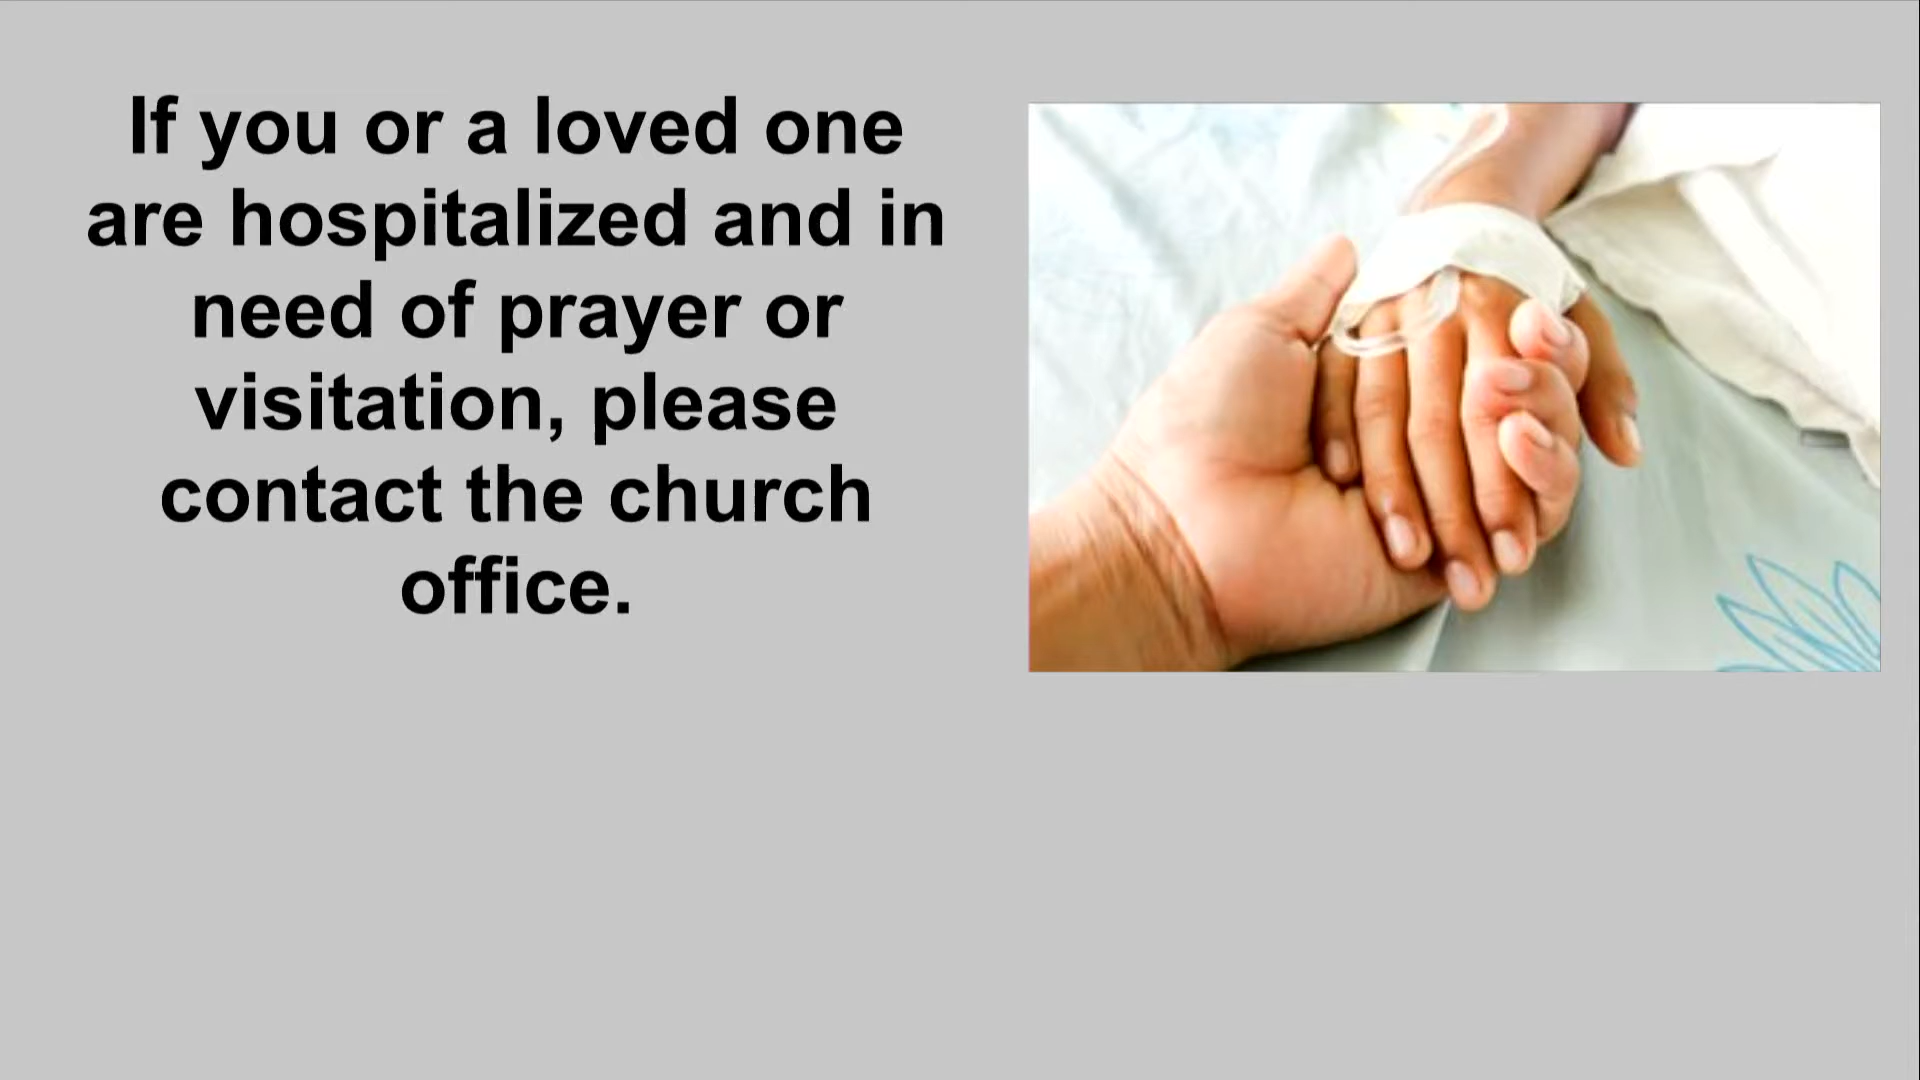 If you or a loved one
are hospitalized and in
need of prayer or
visitation, please
contact the church
office.